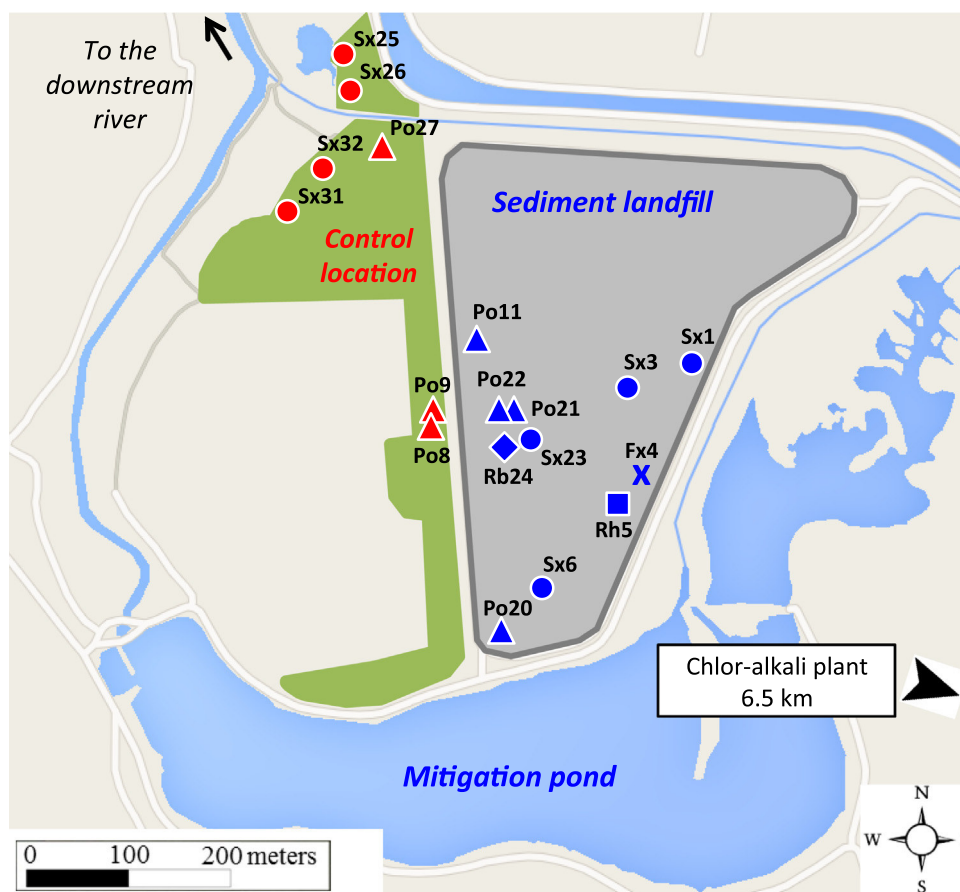 To the
downstream
river
Sx25
Sx26
Po27
Sx32
Sx31
Control
location
Sediment landfill
Po11
Sx1
Sx3
Po9
Po22
Po21
Po8
Sx23
Rb24
Fx4
Rh5
Sx6
Po20
Chlor-alkali plant
6.5 km
Mitigation pond
0 100 200 meters
N
W E
S